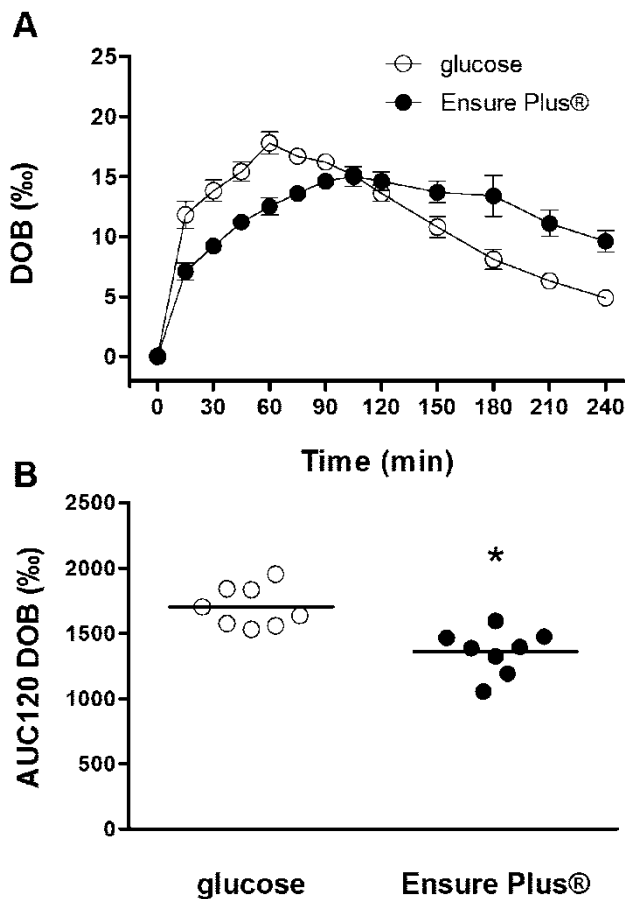 A
glucose
Ensure Plus®
DOB (‰)
25
20
15
10
5
0
0 30 60 90 120 150 180 210 240
Time (min)
B
AUC120 DOB (‰)
2500
2000
1500
1000
500
0
*
glucose Ensure Plus®